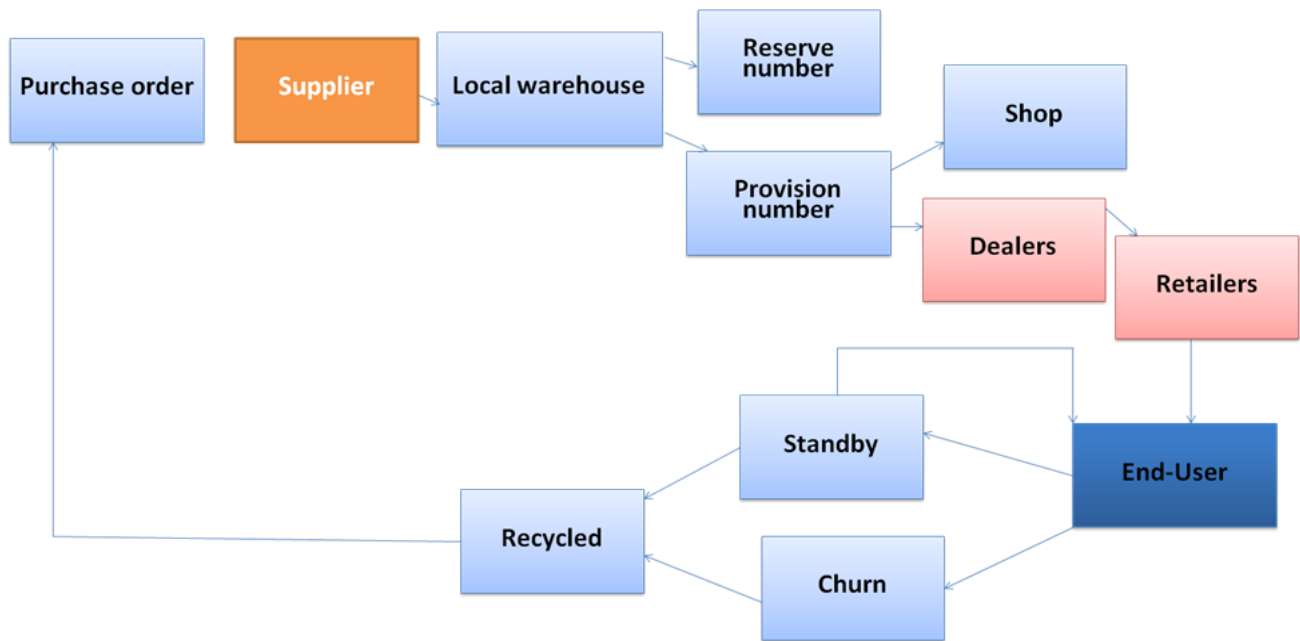 Purchase order
Supplier
Local warehouse
Reserve
number
Shop
Provision
number
Dealers
Retailers
Standby
End-User
Recycled
Churn